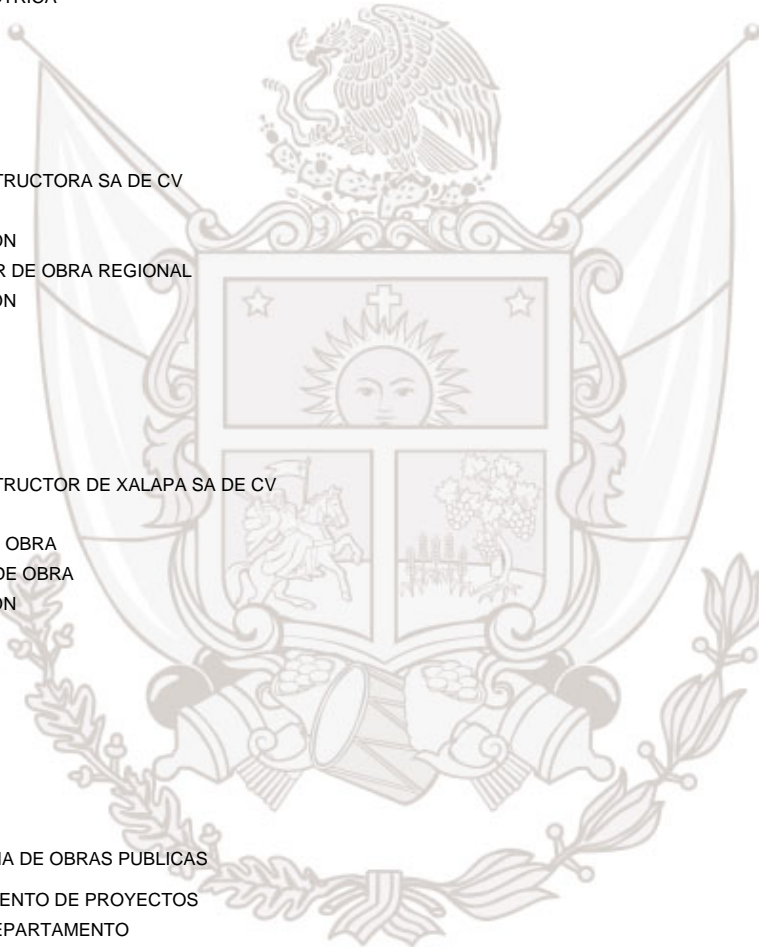 TRUCTORA SA DE CV
ON
R DE OBRA REGIONAL
ON
TRUCTOR DE XALAPA SA DE CV
OBRA
DE OBRA
ON
IA DE OBRAS PUBLICAS
ENTO DE PROYECTOS
EPARTAMENTO